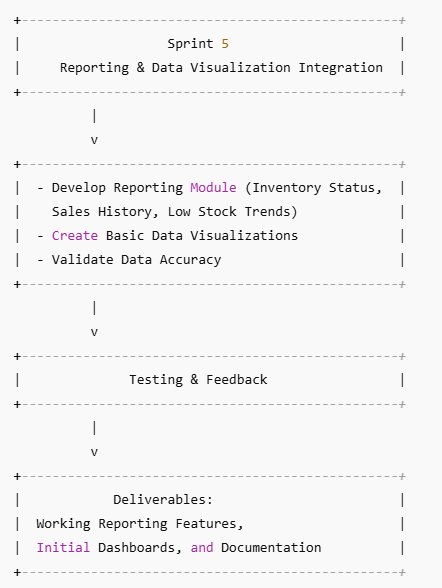 Sprint 5
Reporting & Data Visualization Integration
- Develop Reporting Module (Inventory Status,
Sales History, Low Stock Trends)
- Create Basic Data Visualizations
- Validate Data Accuracy
Testing & Feedback
Deliverables:
Working Reporting Features,
Initial Dashboards, and Documentation